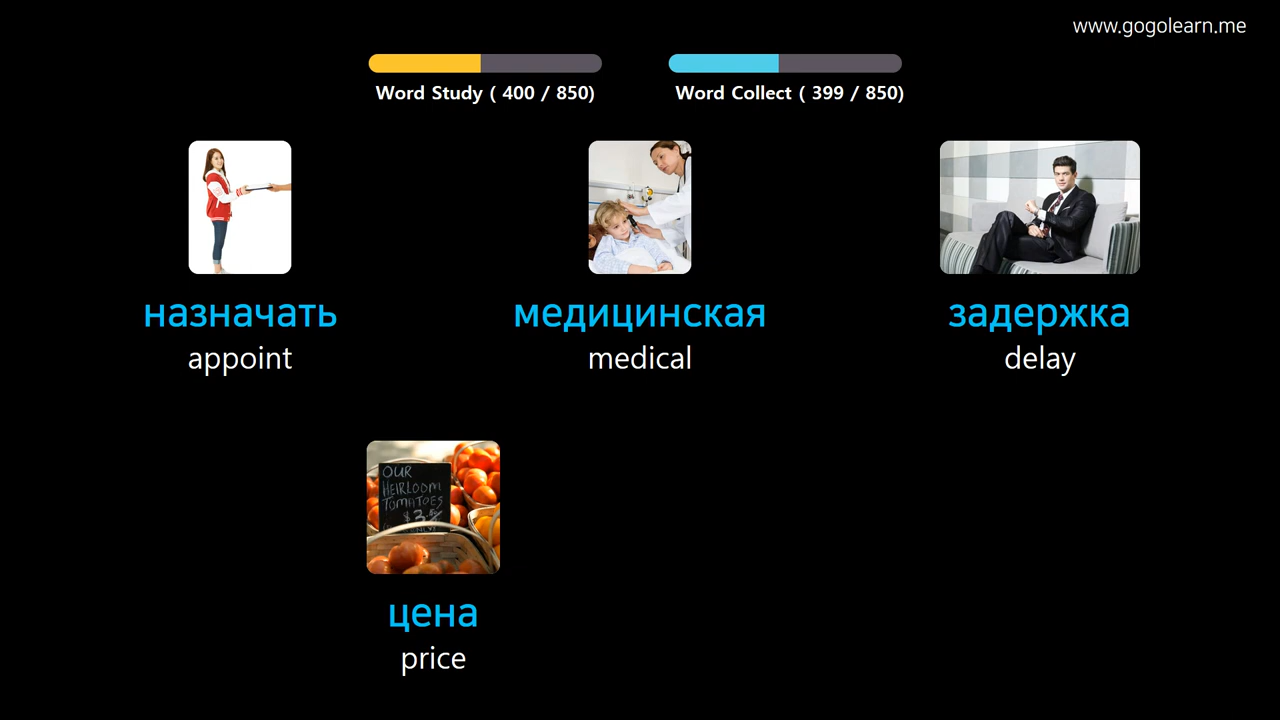 www.gogolearn.me
Word Study ( 400 / 850)
Word Collect ( 399 / 850)
назначать
appoint
медицинская
medical
задержка
delay
OUR
HEIRLOOM
TOMATOES
цена
price